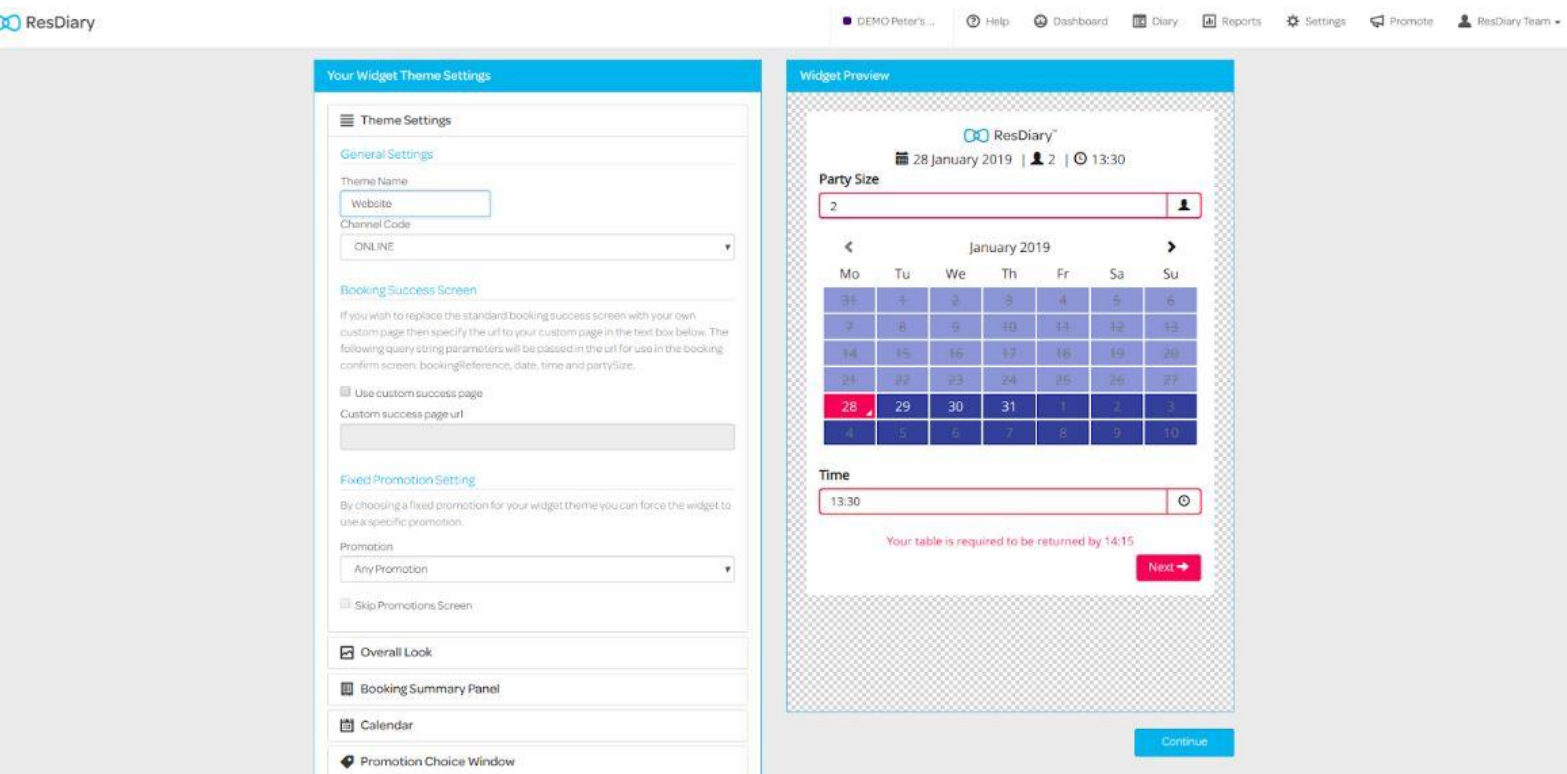 ResDiary
DEMO Peter's ...
Help
Dashboard
Diary
Reports
Settings
Promote
ResDiary Team
Your Widget Theme Settings
Theme Settings
General Settings
Theme Name
Website
Channel Code
ONLINE
Booking Success Screen
If you wish to replace the standard booking success screen with your own
custom page then specify the url to your custom page in the text box below. The
following query string parameters will be passed in the url for use in the booking
confirm screen: bookingReference, date, time and partySize.
Use custom success page
Custom success page url
Fixed Promotion Setting
By choosing a fixed promotion for your widget theme you can force the widget to
use a specific promotion.
Promotion
Any Promotion
Skip Promotions Screen
Overall Look
Booking Summary Panel
Calendar
Promotion Choice Window
Widget Preview
ResDiary™
28 January 2019 | 2 | 13:30
Party Size
2
January 2019
Mo Tu We Th Fr Sa Su
31 1 2 3 4 5 6
7 8 9 10 11 12 13
14 15 16 17 18 19 20
21 22 23 24 25 26 27
28 29 30 31 1 2 3
4 5 6 7 8 9 10
Time
13:30
Your table is required to be returned by 14:15
Next
Continue